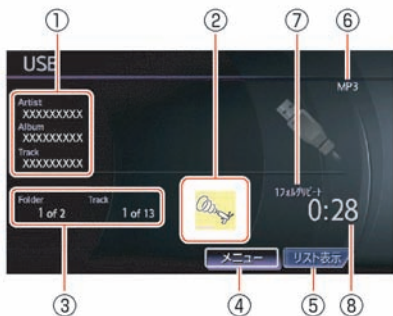 ① ② ⑦ ⑥
USB
MP3
Artist
XXXXXXXXX
Album
XXXXXXXXX
Track
XXXXXXXXX
1フォルダリピート
0:28
Folder Track
1 of 2 1 of 13
メニュー リスト表示
③ ④ ⑤ ⑧